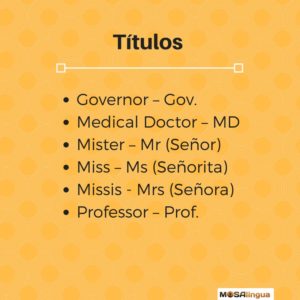 Títulos
Governor – Gov.
Medical Doctor – MD
Mister – Mr (Señor)
Miss – Ms (Señorita)
Missis - Mrs (Señora)
Professor – Prof.
MOSAlingua